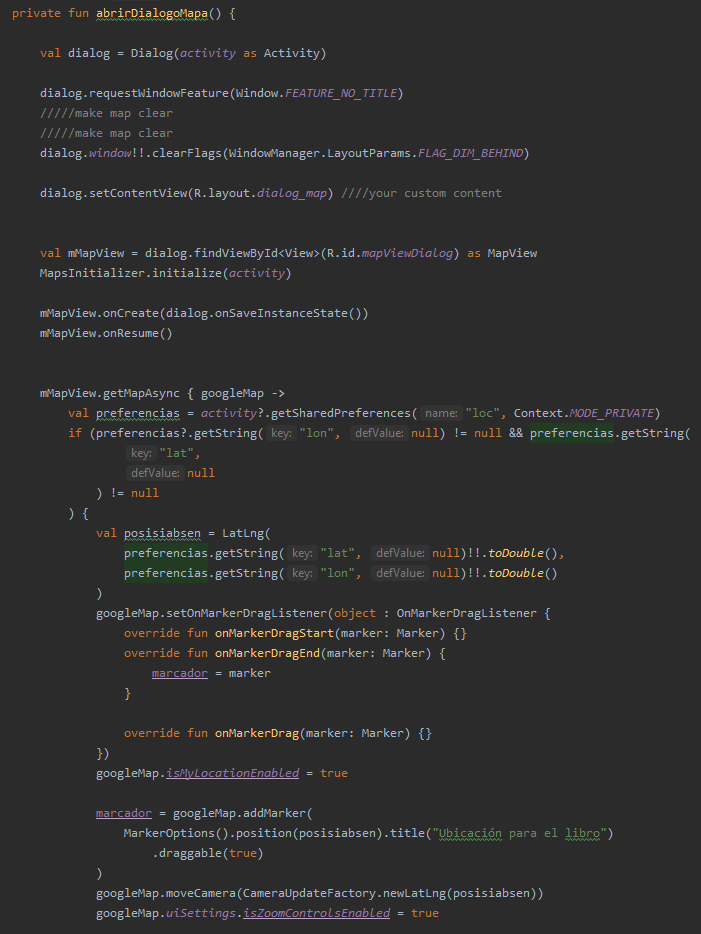 private fun abrirDialogoMapa() {
val dialog = Dialog(activity as Activity)
dialog.requestWindowFeature(Window.FEATURE_NO_TITLE)
/////make map clear
/////make map clear
dialog.window!!.clearFlags(WindowManager.LayoutParams.FLAG_DIM_BEHIND)
dialog.setContentView(R.layout.dialog_map) ////your custom content
val mMapView = dialog.findViewById<View>(R.id.mapViewDialog) as MapView
MapsInitializer.initialize(activity)
mMapView.onCreate(dialog.onSaveInstanceState())
mMapView.onResume()
mMapView.getMapAsync { googleMap ->
val preferencias = activity?.getSharedPreferences( name: "loc", Context.MODE_PRIVATE)
if (preferencias?.getString( key: "lon", defValue: null) != null && preferencias.getString(
key: "lat",
defValue: null
) != null
) {
val posisiabsen = LatLng(
preferencias.getString( key: "lat", defValue: null)!!.toDouble(),
preferencias.getString( key: "lon", defValue: null)!!.toDouble()
)
googleMap.setOnMarkerDragListener(object : OnMarkerDragListener {
override fun onMarkerDragStart(marker: Marker) {}
override fun onMarkerDragEnd(marker: Marker) {
marcador = marker
}
override fun onMarkerDrag(marker: Marker) {}
})
googleMap.isMyLocationEnabled = true
marcador = googleMap.addMarker(
MarkerOptions().position(posisiabsen).title("Ubicación para el libro")
.draggable(true)
)
googleMap.moveCamera(CameraUpdateFactory.newLatLng(posisiabsen))
googleMap.uiSettings.isZoomControlsEnabled = true